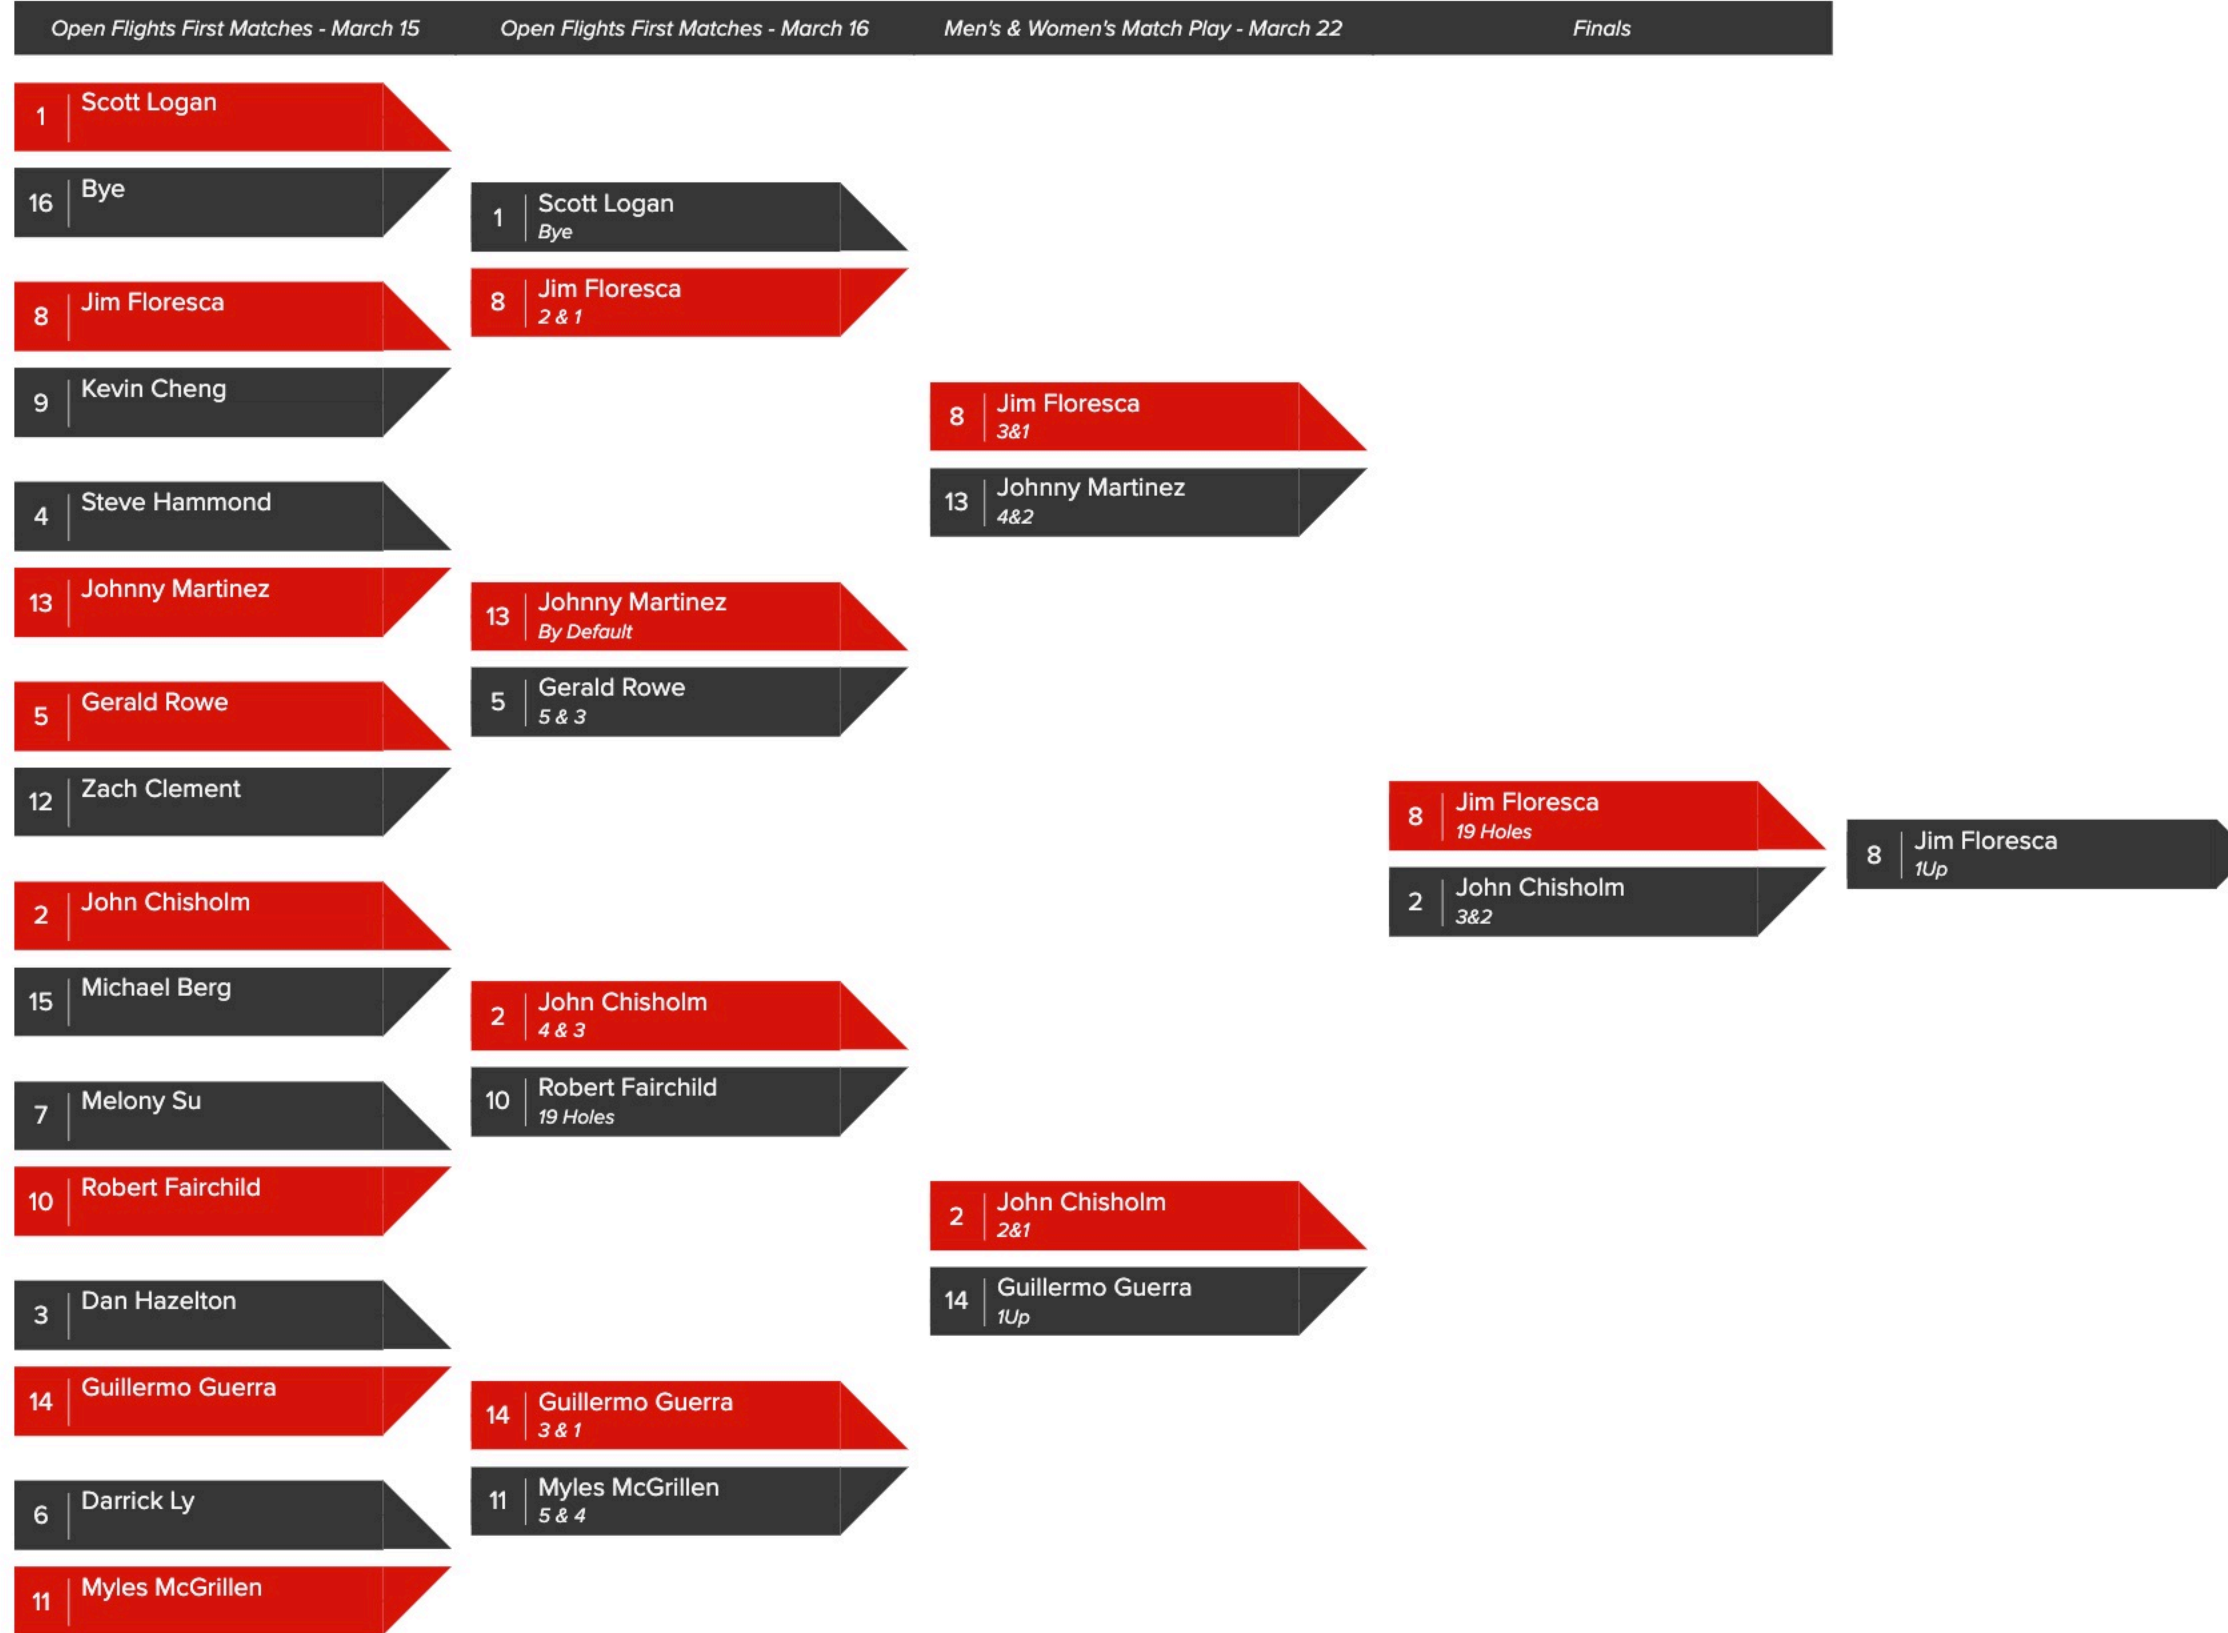 Open Flights First Matches - March 15
Open Flights First Matches - March 16
Men's & Women's Match Play - March 22
Finals
1
Scott Logan
16
Bye
8
Jim Floresca
9
Kevin Cheng
4
Steve Hammond
13
Johnny Martinez
5
Gerald Rowe
12
Zach Clement
2
John Chisholm
15
Michael Berg
7
Melony Su
10
Robert Fairchild
3
Dan Hazelton
14
Guillermo Guerra
6
Darrick Ly
11
Myles McGrillen
1
Scott Logan
Bye
8
Jim Floresca
2 & 1
13
Johnny Martinez
By Default
5
Gerald Rowe
5 & 3
2
John Chisholm
4 & 3
10
Robert Fairchild
19 Holes
14
Guillermo Guerra
3 & 1
11
Myles McGrillen
5 & 4
8
Jim Floresca
3&1
13
Johnny Martinez
4&2
2
John Chisholm
2&1
14
Guillermo Guerra
1Up
8
Jim Floresca
19 Holes
2
John Chisholm
3&2
8
Jim Floresca
1Up